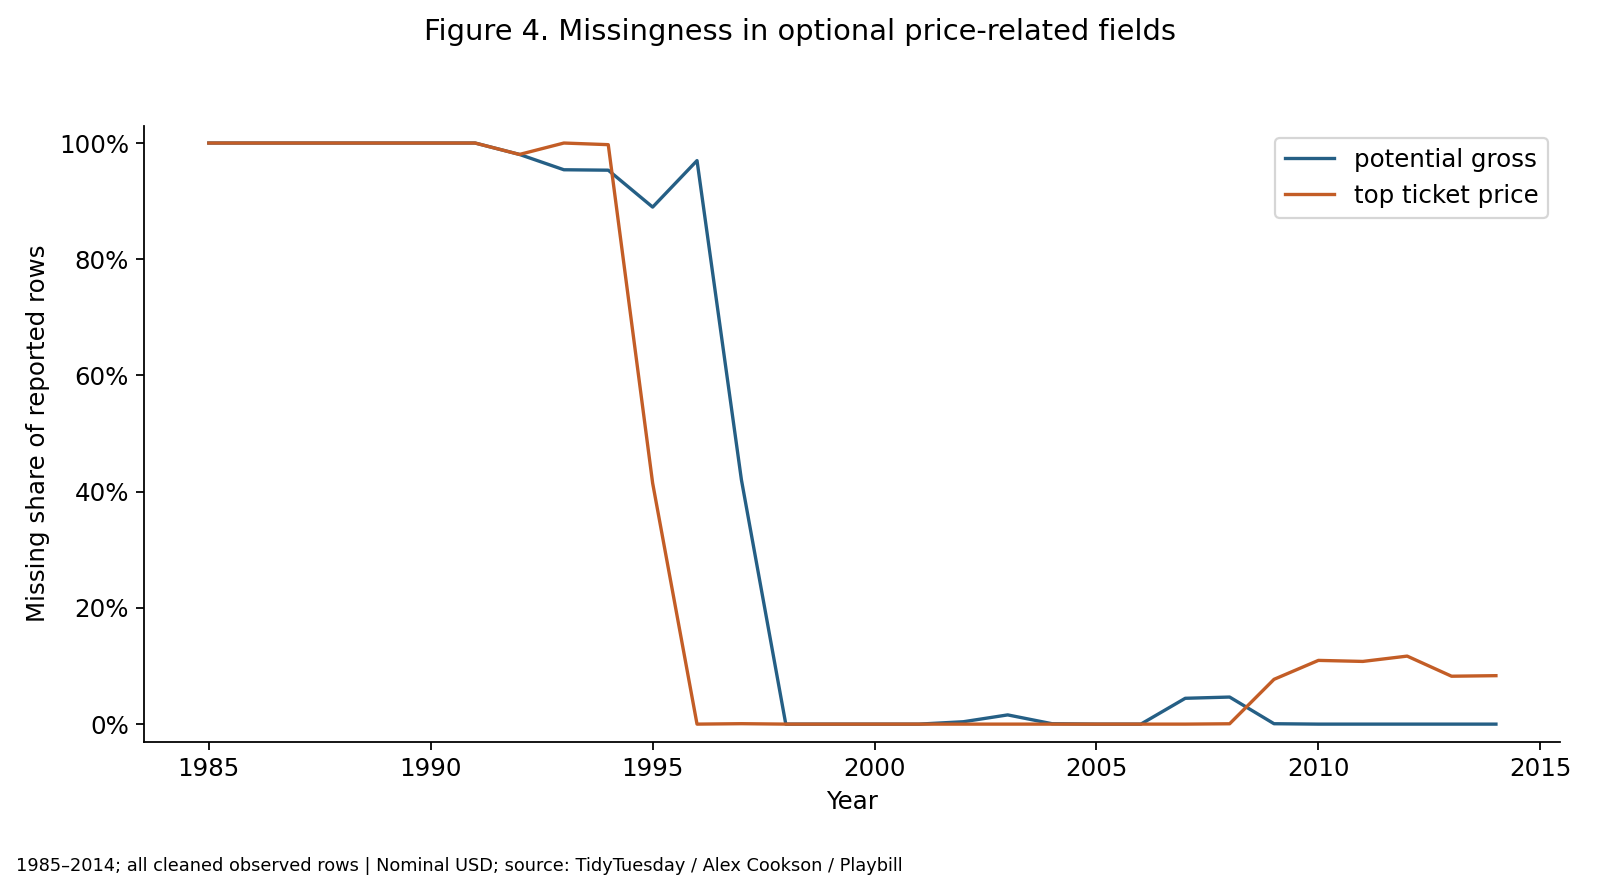 Figure 4. Missingness in optional price-related fields
potential gross
top ticket price
Missing share of reported rows
100%
80%
60%
40%
20%
0%
1985 1990 1995 2000 2005 2010 2015
Year
1985–2014; all cleaned observed rows | Nominal USD; source: TidyTuesday / Alex Cookson / Playbill